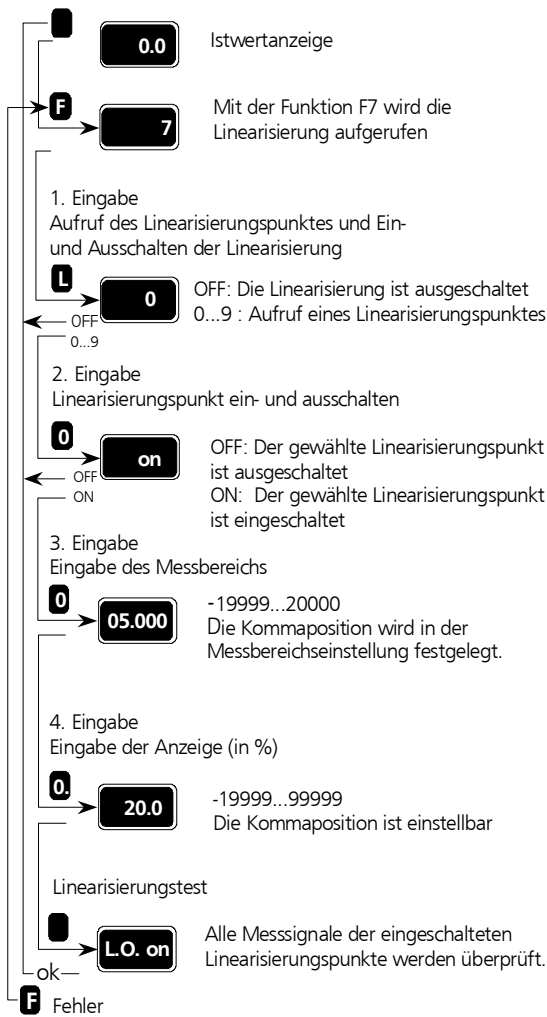 0.0
Istwertanzeige
F
7
Mit der Funktion F7 wird die
Linearisierung aufgerufen
1. Eingabe
Aufruf des Linearisierungspunktes und Ein-
und Ausschalten der Linearisierung
L
0
OFF: Die Linearisierung ist ausgeschaltet
0...9 : Aufruf eines Linearisierungspunktes
OFF
0...9
2. Eingabe
Linearisierungspunkt ein- und ausschalten
0
on
OFF: Der gewählte Linearisierungspunkt
ist ausgeschaltet
ON: Der gewählte Linearisierungspunkt
ist eingeschaltet
OFF
ON
3. Eingabe
Eingabe des Messbereichs
0
05.000
-19999...20000
Die Kommaposition wird in der
Messbereichseinstellung festgelegt.
4. Eingabe
Eingabe der Anzeige (in %)
0.
20.0
-19999...99999
Die Kommaposition ist einstellbar
Linearisierungstest
L.O. on
Alle Messsignale der eingeschalteten
Linearisierungspunkte werden überprüft.
ok
F Fehler